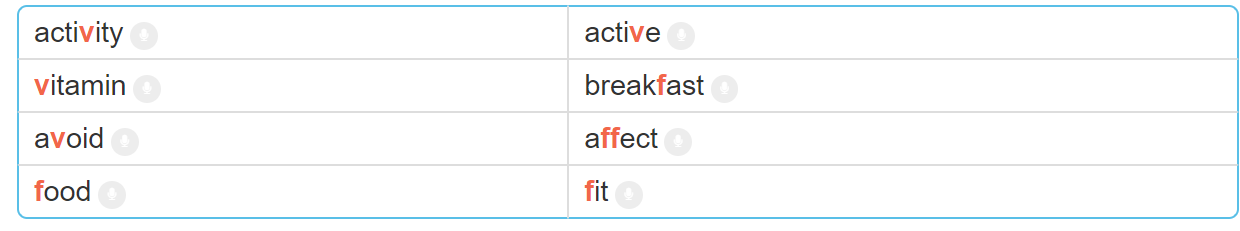 activity active
vitamin breakfast
avoid affect
food fit